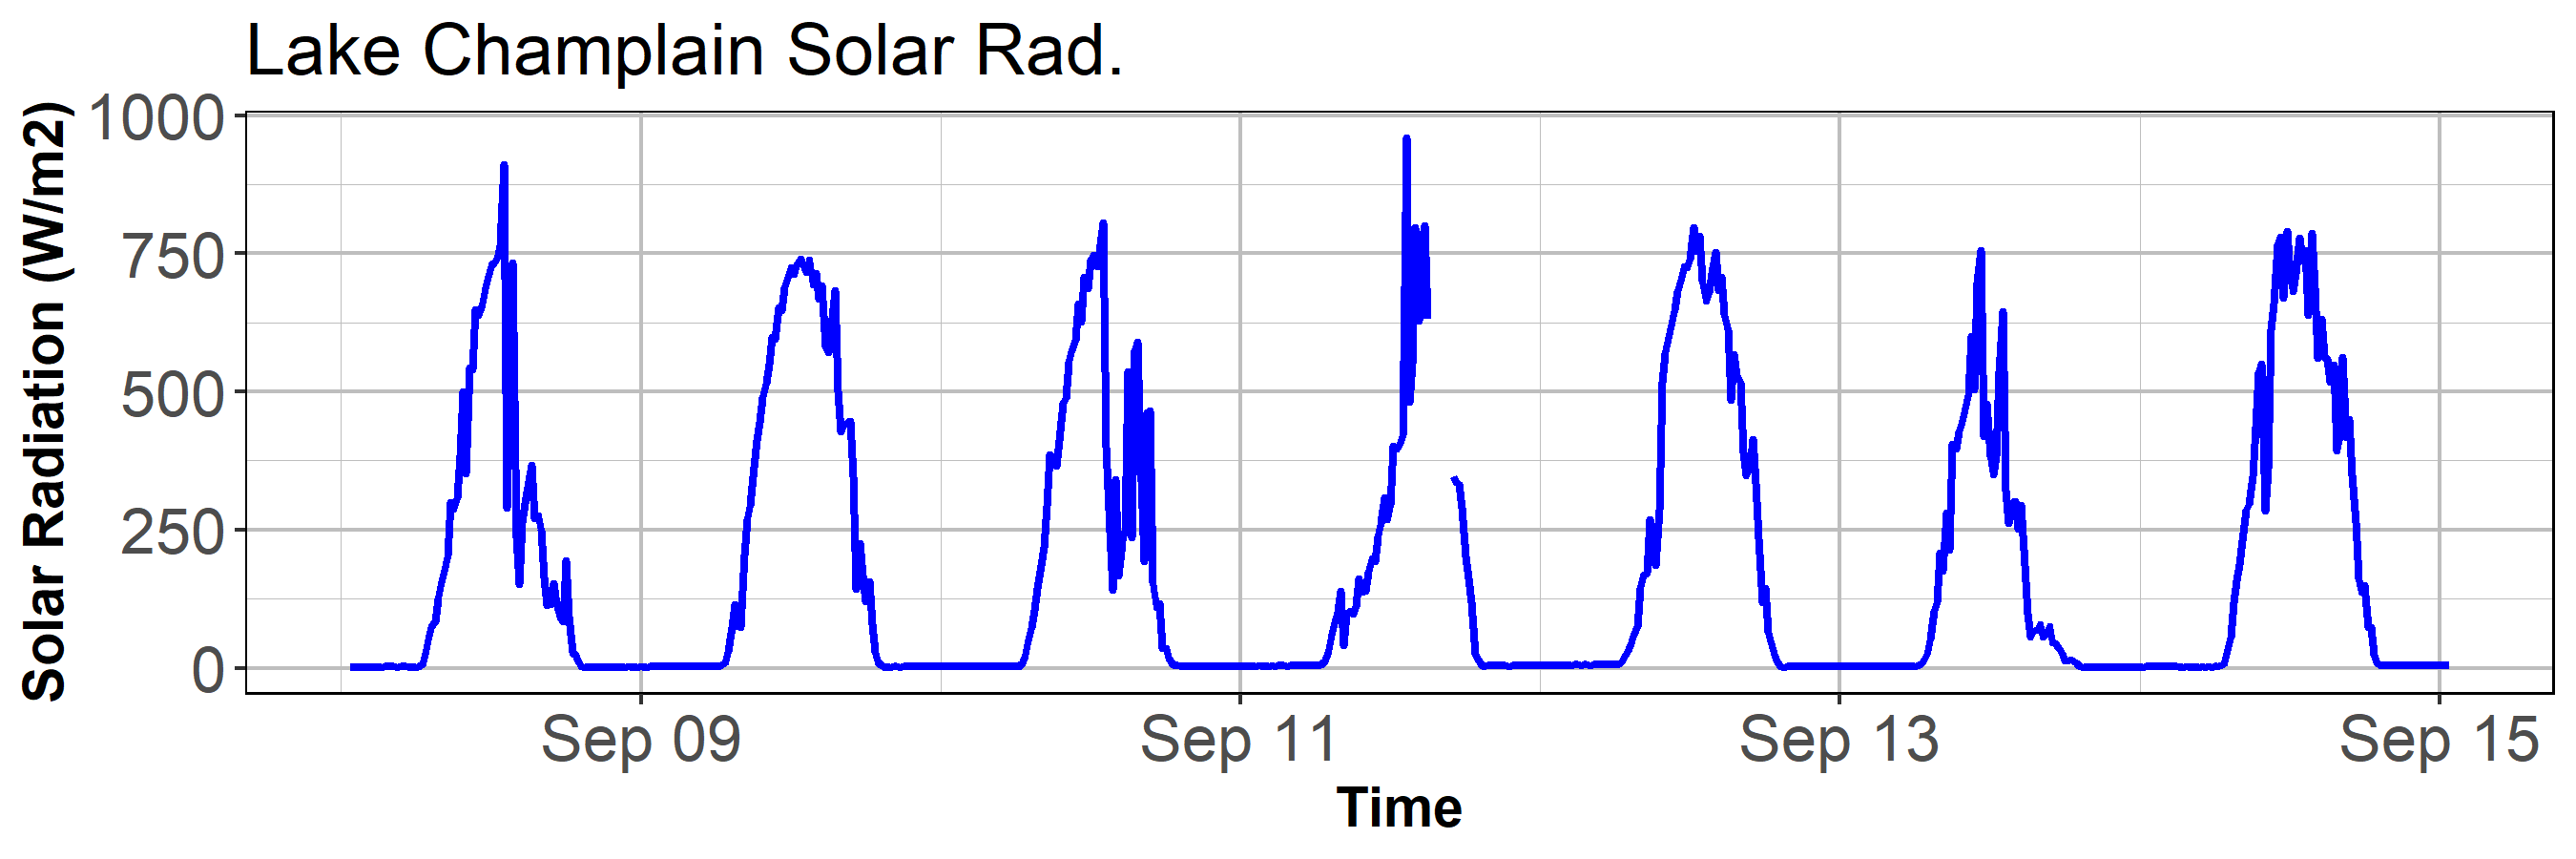 Lake Champlain Solar Rad.
Solar Radiation (W/m2)
1000
750
500
250
0
Sep 09
Sep 11
Sep 13
Sep 15
Time